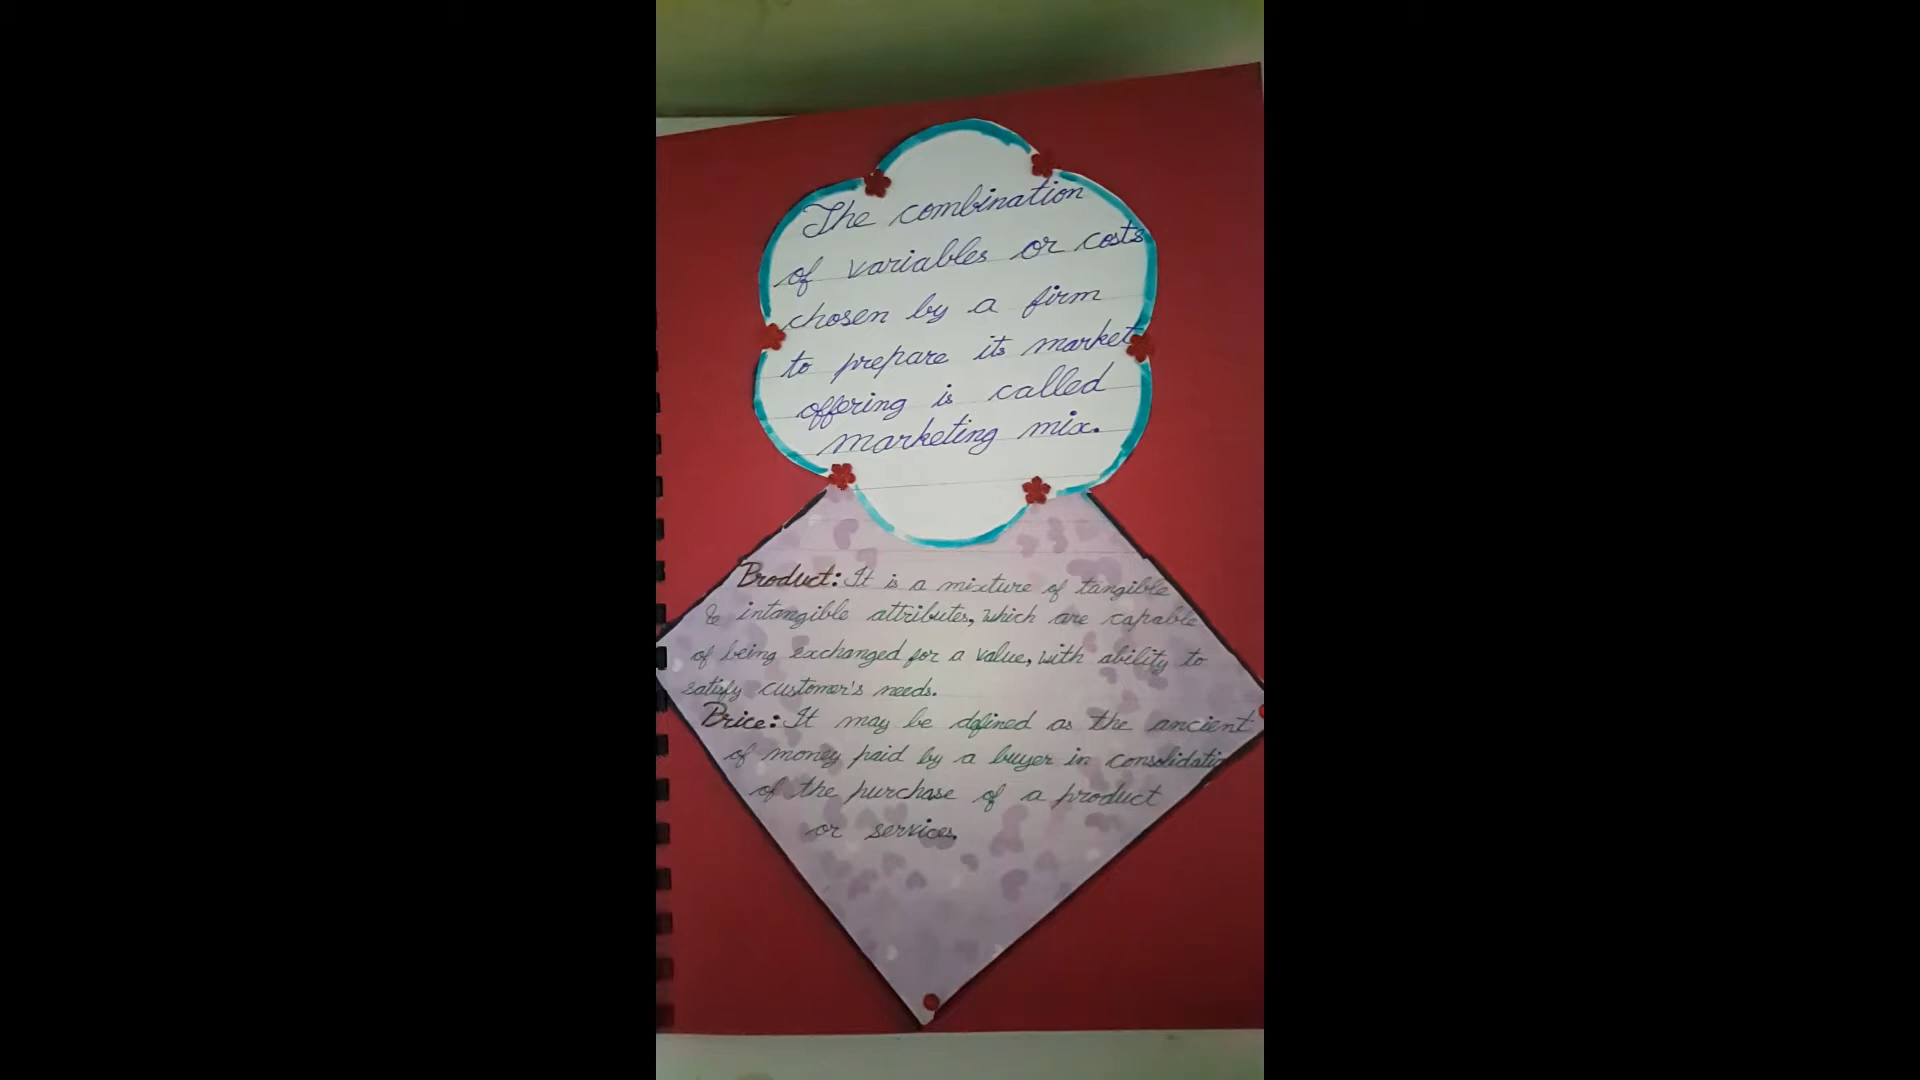 The combination
of variables or costs
chosen by a firm
to prepare its market
offering is called
marketing mix.
Product: It is a mixture of tangible
& intangible attributes, which are capable
of being exchanged for a value, with ability to
satisfy customer's needs.
Price: It may be defined as the ancient
of money paid by a buyer in consolidatio
of the purchase of a product
or services,